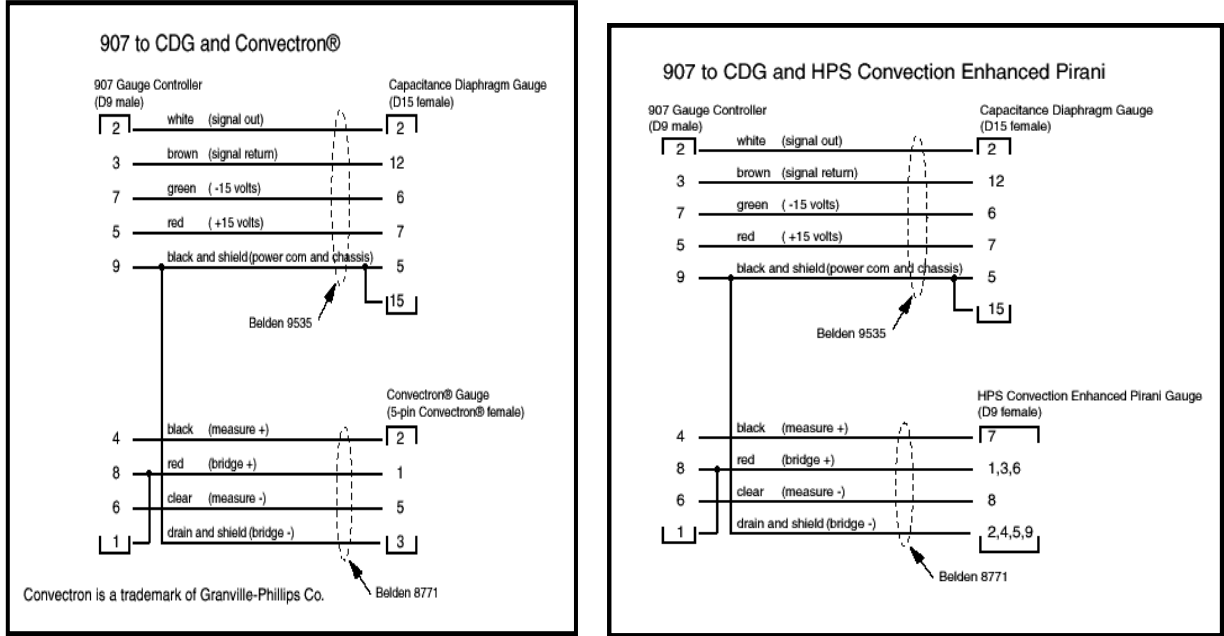 907 to CDG and Convectron®
907 Gauge Controller
(D9 male)
Capacitance Diaphragm Gauge
(D15 female)
2 white (signal out) 2
3 brown (signal return) 12
7 green ( -15 volts) 6
5 red ( +15 volts) 7
9 black and shield (power com and chassis) 5
15
Belden 9535
Convectron® Gauge
(5-pin Convectron® female)
4 black (measure +) 2
8 red (bridge +) 1
6 clear (measure -) 5
1 drain and shield (bridge -) 3
Belden 8771
Convectron is a trademark of Granville-Phillips Co.
907 to CDG and HPS Convection Enhanced Pirani
907 Gauge Controller
(D9 male)
Capacitance Diaphragm Gauge
(D15 female)
2 white (signal out) 2
3 brown (signal return) 12
7 green ( -15 volts) 6
5 red ( +15 volts) 7
9 black and shield (power com and chassis) 5
15
Belden 9535
HPS Convection Enhanced Pirani Gauge
(D9 female)
4 black (measure +) 7
8 red (bridge +) 1,3,6
6 clear (measure -) 8
1 drain and shield (bridge -) 2,4,5,9
Belden 8771